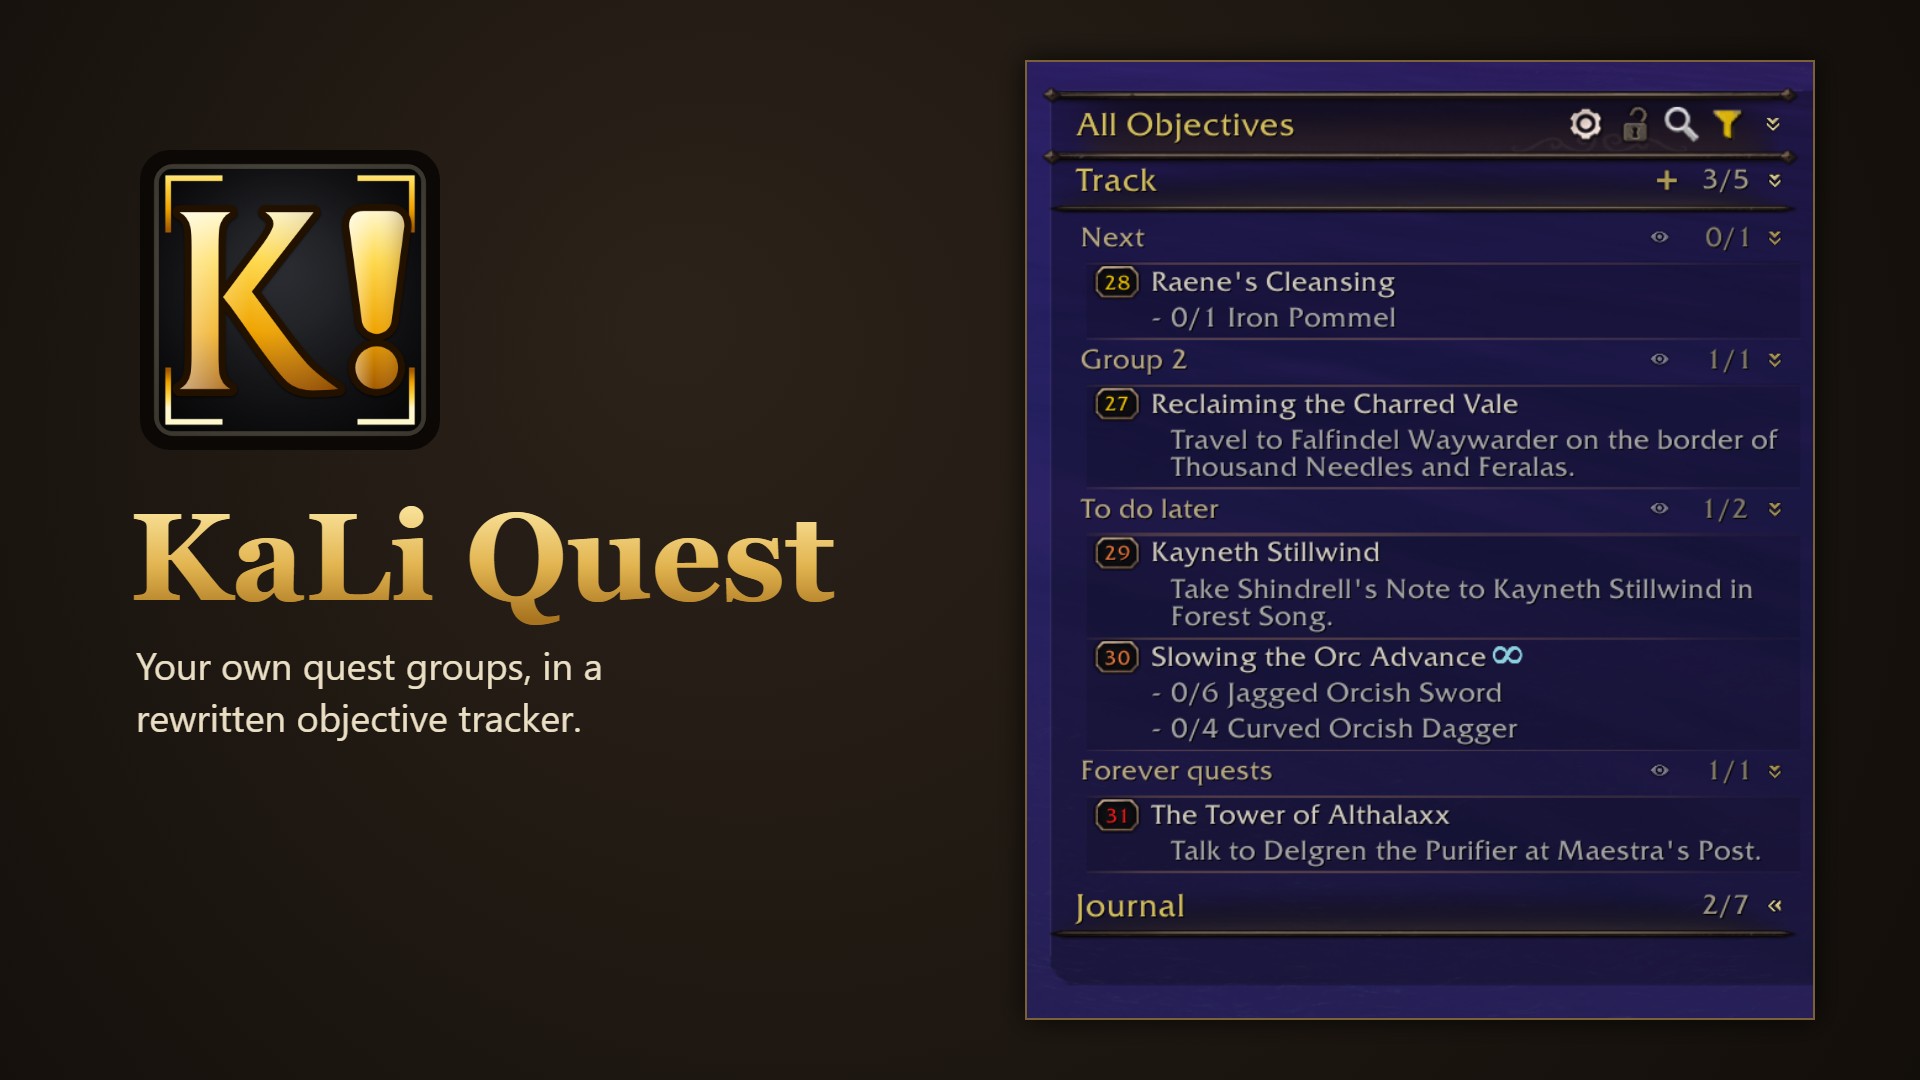 K!
KaLi Quest
Your own quest groups, in a
rewritten objective tracker.
All Objectives
Track + 3/5
Next 0/1
28 Raene's Cleansing
- 0/1 Iron Pommel
Group 2 1/1
27 Reclaiming the Charred Vale
Travel to Falfindel Waywarder on the border of
Thousand Needles and Feralas.
To do later 1/2
29 Kayneth Stillwind
Take Shindrell's Note to Kayneth Stillwind in
Forest Song.
30 Slowing the Orc Advance ∞
- 0/6 Jagged Orcish Sword
- 0/4 Curved Orcish Dagger
Forever quests 1/1
31 The Tower of Althalaxx
Talk to Delgren the Purifier at Maestra's Post.
Journal 2/7